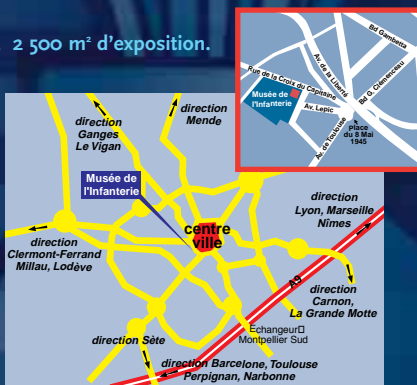 2 500 m² d'exposition.
Bd Gambetta
Av. de la Liberté
Rue de la Croix du Capitaine
Bd G. Clémenceau
Musée de
l'Infanterie
Av. Lepic
Av. de Toulouse
Place
du 8 Mai
1945
direction
Ganges
Le Vigan
direction
Mende
Musée de
l'Infanterie
direction
Lyon, Marseille
Nîmes
centre
ville
direction
Clermont-Ferrand
Millau, Lodève
A9
direction
Carnon,
La Grande Motte
Echangeur
Montpellier Sud
direction Sète
direction Barcelone, Toulouse
Perpignan, Narbonne